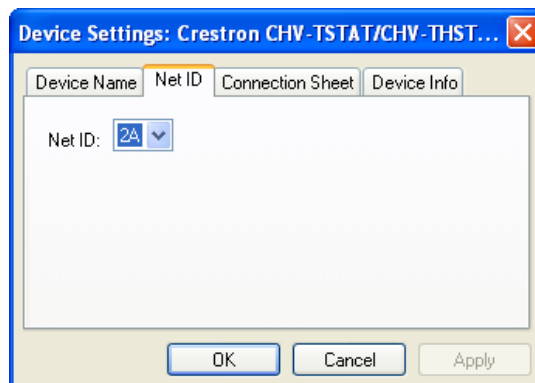 Device Settings: Crestron CHV-TSTAT/CHV-THST...
Device Name Net ID Connection Sheet Device Info
Net ID: 2A
OK Cancel Apply